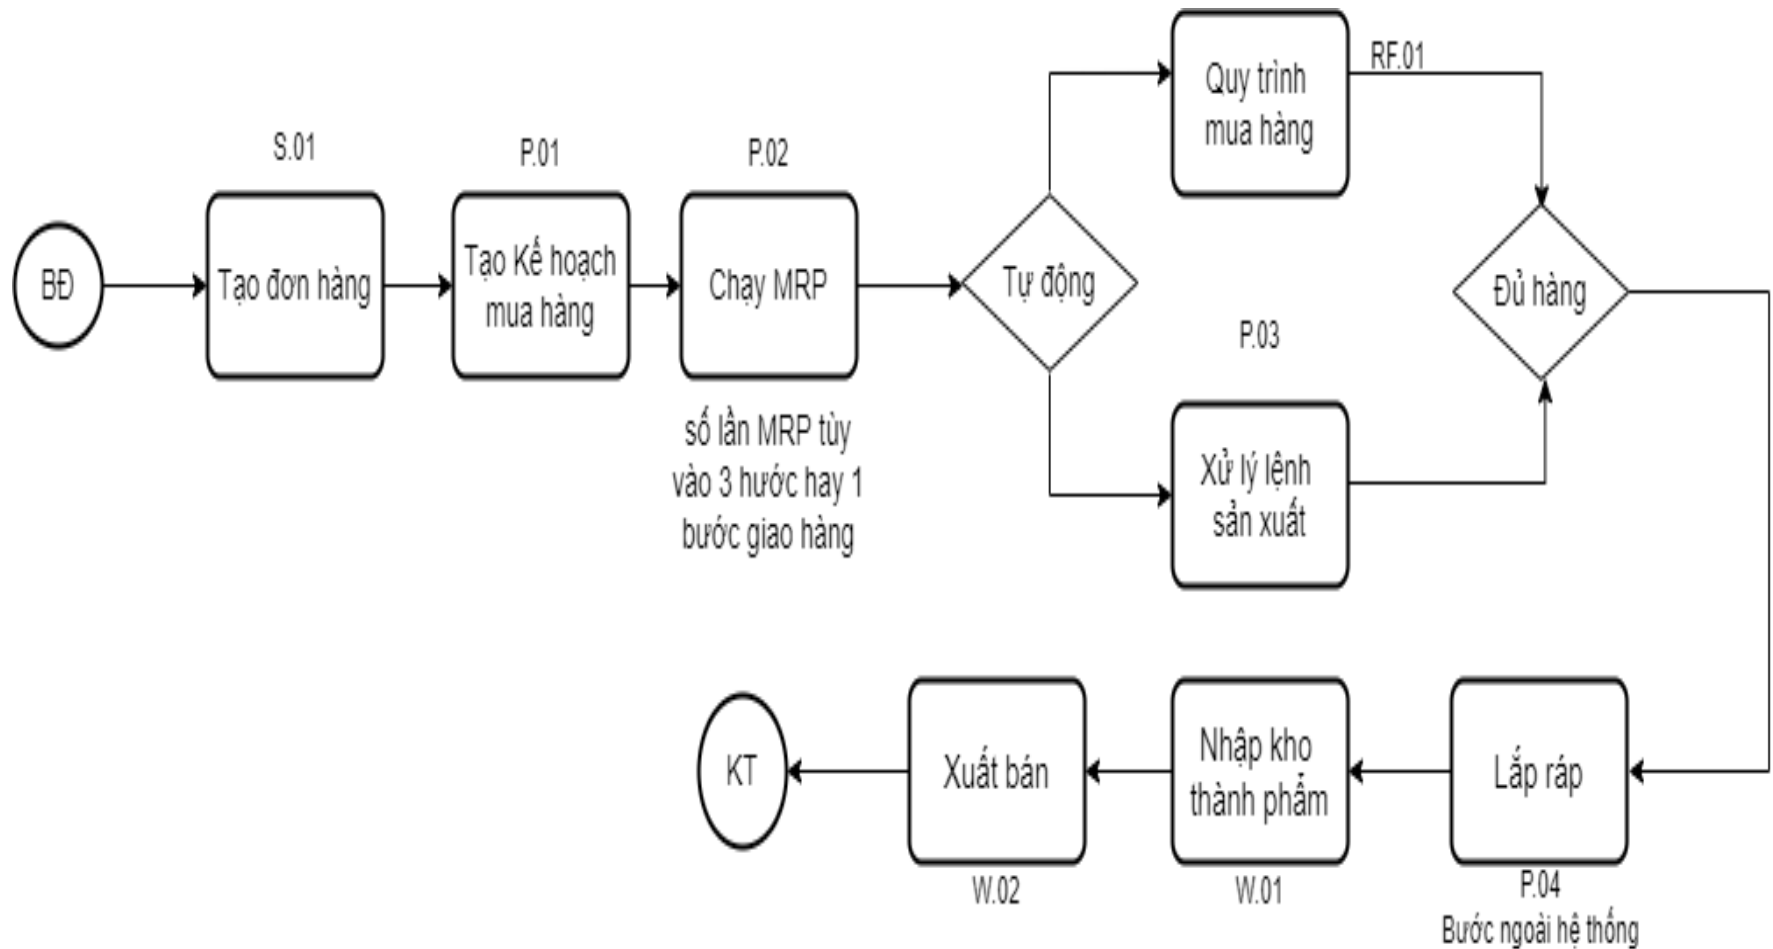 BĐ
S.01
Tạo đơn hàng
P.01
Tạo Kế hoạch
mua hàng
P.02
Chạy MRP
số lần MRP tùy
vào 3 hước hay 1
bước giao hàng
Tự động
Quy trình
mua hàng
RF.01
P.03
Xử lý lệnh
sản xuất
Đủ hàng
Lắp ráp
P.04
Bước ngoài hệ thống
Nhập kho
thành phẩm
W.01
Xuất bán
W.02
KT